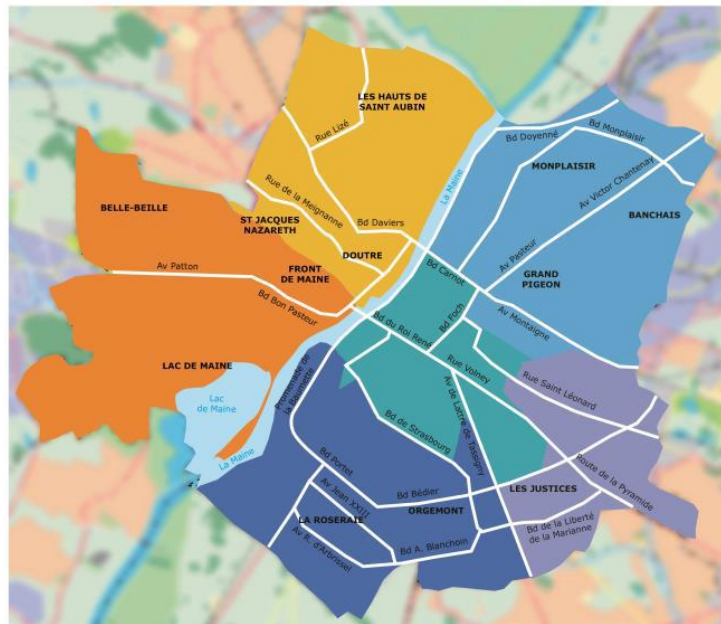 LES HAUTS DE
SAINT AUBIN
Rue Lizé
Bd Doyenné
Bd Monplaisir
MONPLAISIR
La Maine
Av Victor Chantenay
BELLE-BEILLE
Rue de la Meignanne
ST JACQUES
NAZARETH
Bd Daviers
BANCHAIS
DOUTRE
Av Patton
FRONT
DE MAINE
Bd Carnot
Av Pasteur
GRAND
PIGEON
Bd Bon Pasteur
Bd du Roi René
Bd Foch
Av Montaigne
LAC DE MAINE
Rue Volney
Rue Saint Léonard
Promenade de
la Baumette
Lac
de Maine
Av de Lattre de Tassigny
Bd de Strasbourg
La Maine
Bd Portet
Route de la Pyramide
Av Jean XXIII
Bd Bédier
LES JUSTICES
LA ROSERAIE
ORGEMONT
Bd de la Liberté
de la Marianne
Av R. d'Arbrissel
Bd A. Blanchoin